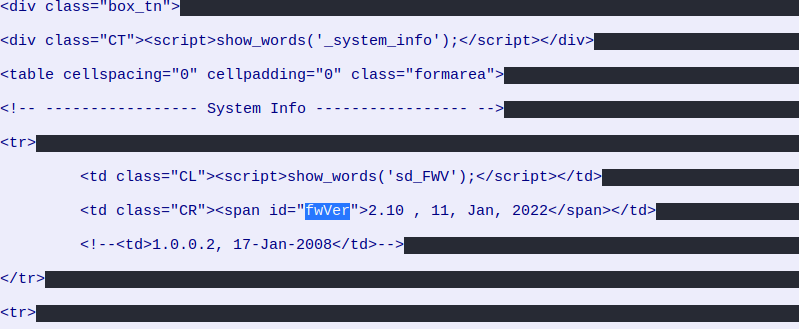 <div class="box_tn">
<div class="CT"><script>show_words('_system_info');</script></div>
<table cellspacing="0" cellpadding="0" class="formarea">
<!-- ----------------- System Info ----------------- -->
<tr>
<td class="CL"><script>show_words('sd_FWV');</script></td>
<td class="CR"><span id="fwVer">2.10 , 11, Jan, 2022</span></td>
<!--<td>1.0.0.2, 17-Jan-2008</td>-->
</tr>
<tr>